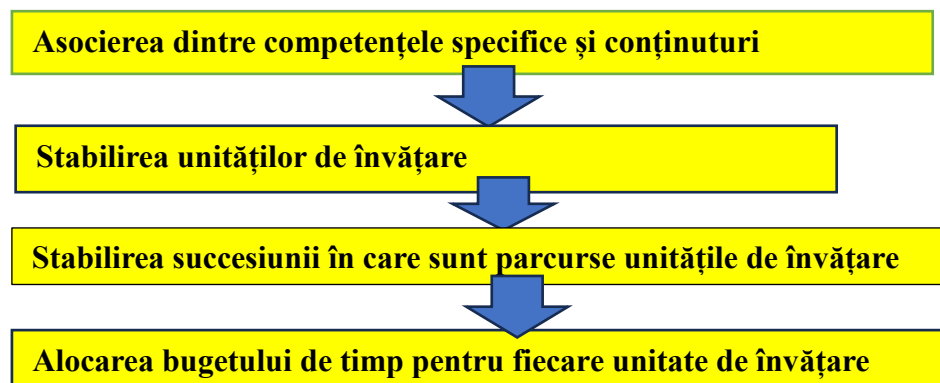 Asocierea dintre competențele specifice și conținuturi
Stabilirea unităților de învățare
Stabilirea succesiunii în care sunt parcurse unitățile de învățare
Alocarea bugetului de timp pentru fiecare unitate de învățare